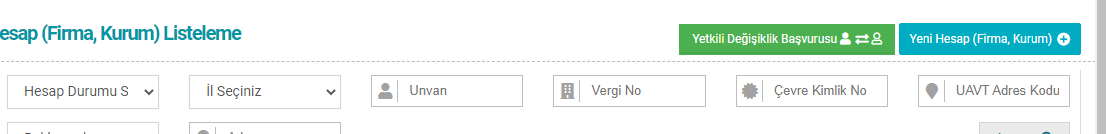 Hesap (Firma, Kurum) Listeleme
Yetkili Değişiklik Başvurusu
Yeni Hesap (Firma, Kurum)
Hesap Durumu S
İl Seçiniz
Unvan
Vergi No
Çevre Kimlik No
UAVT Adres Kodu